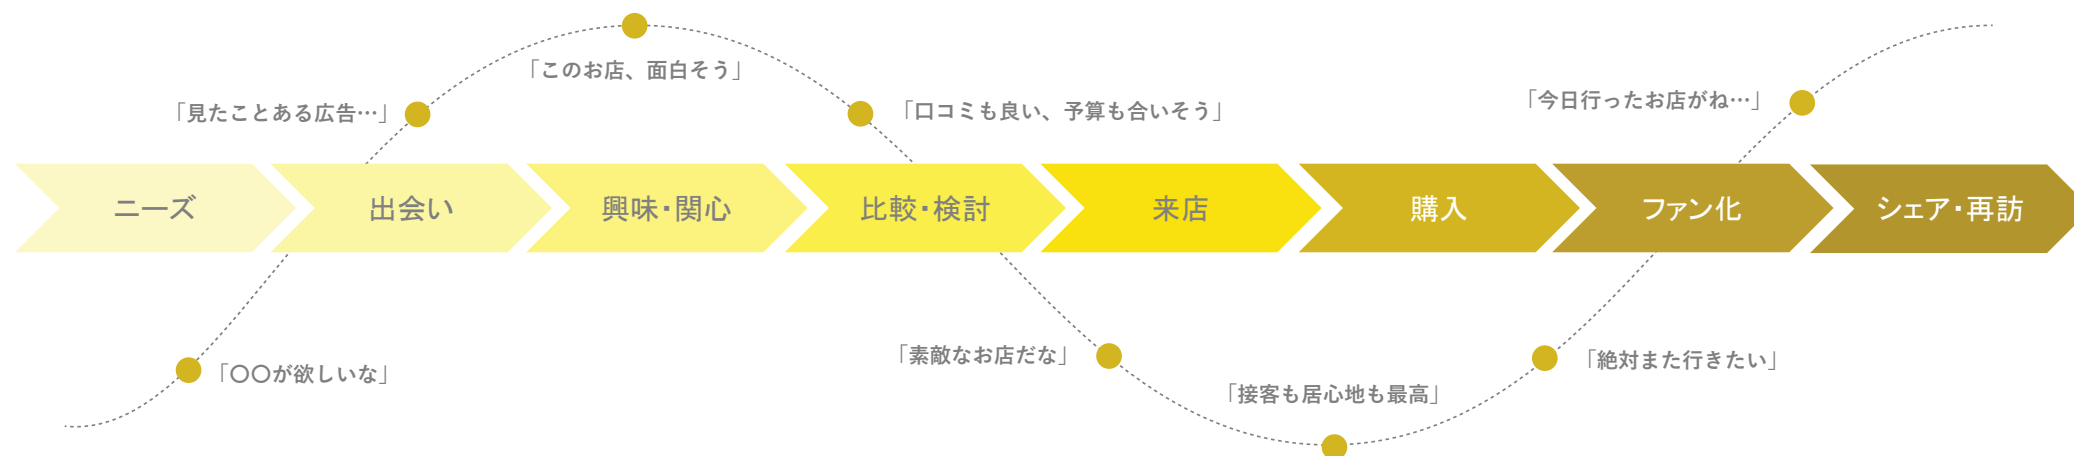 「このお店、面白そう」
「見たことある広告…」
「口コミも良い、予算も合いそう」
「今日行ったお店がね…」
ニーズ
出会い
興味・関心
比較・検討
来店
購入
ファン化
シェア・再訪
「〇〇が欲しいな」
「素敵なお店だな」
「接客も居心地も最高」
「絶対また行きたい」